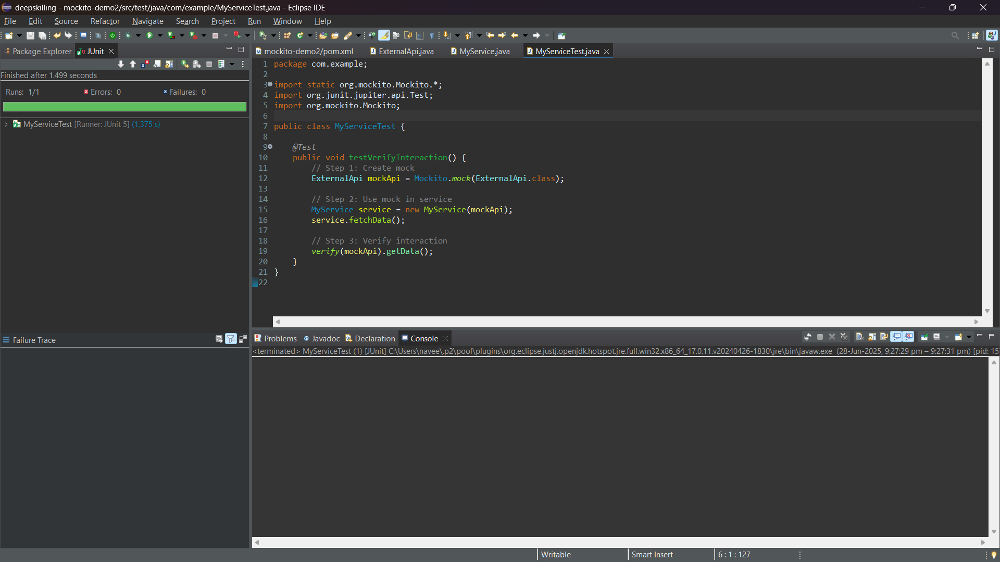 deepskilling - mockito-demo2/src/test/java/com/example/MyServiceTest.java - Eclipse IDE
File Edit Source Refactor Navigate Search Project Run Window Help
Package Explorer JUnit
Finished after 1.499 seconds
Runs: 1/1 Errors: 0 Failures: 0
MyServiceTest [Runner: JUnit 5] (1.375 s)
Failure Trace
mockito-demo2/pom.xml ExternalApi.java MyService.java MyServiceTest.java
1 package com.example;
2
3 import static org.mockito.Mockito.*;
4 import org.junit.jupiter.api.Test;
5 import org.mockito.Mockito;
6
7 public class MyServiceTest {
8
9 @Test
10 public void testVerifyInteraction() {
11 // Step 1: Create mock
12 ExternalApi mockApi = Mockito.mock(ExternalApi.class);
13
14 // Step 2: Use mock in service
15 MyService service = new MyService(mockApi);
16 service.fetchData();
17
18 // Step 3: Verify interaction
19 verify(mockApi).getData();
20 }
21 }
22
Problems Javadoc Declaration Console
<terminated> MyServiceTest (1) [JUnit] C:\Users\navee\.p2\pool\plugins\org.eclipse.justj.openjdk.hotspot.jre.full.win32.x86_64_17.0.11.v20240426-1830\jre\bin\javaw.exe (28-Jun-2025, 9:27:29 pm – 9:27:31 pm) [pid: 15
Writable Smart Insert 6 : 1 : 127